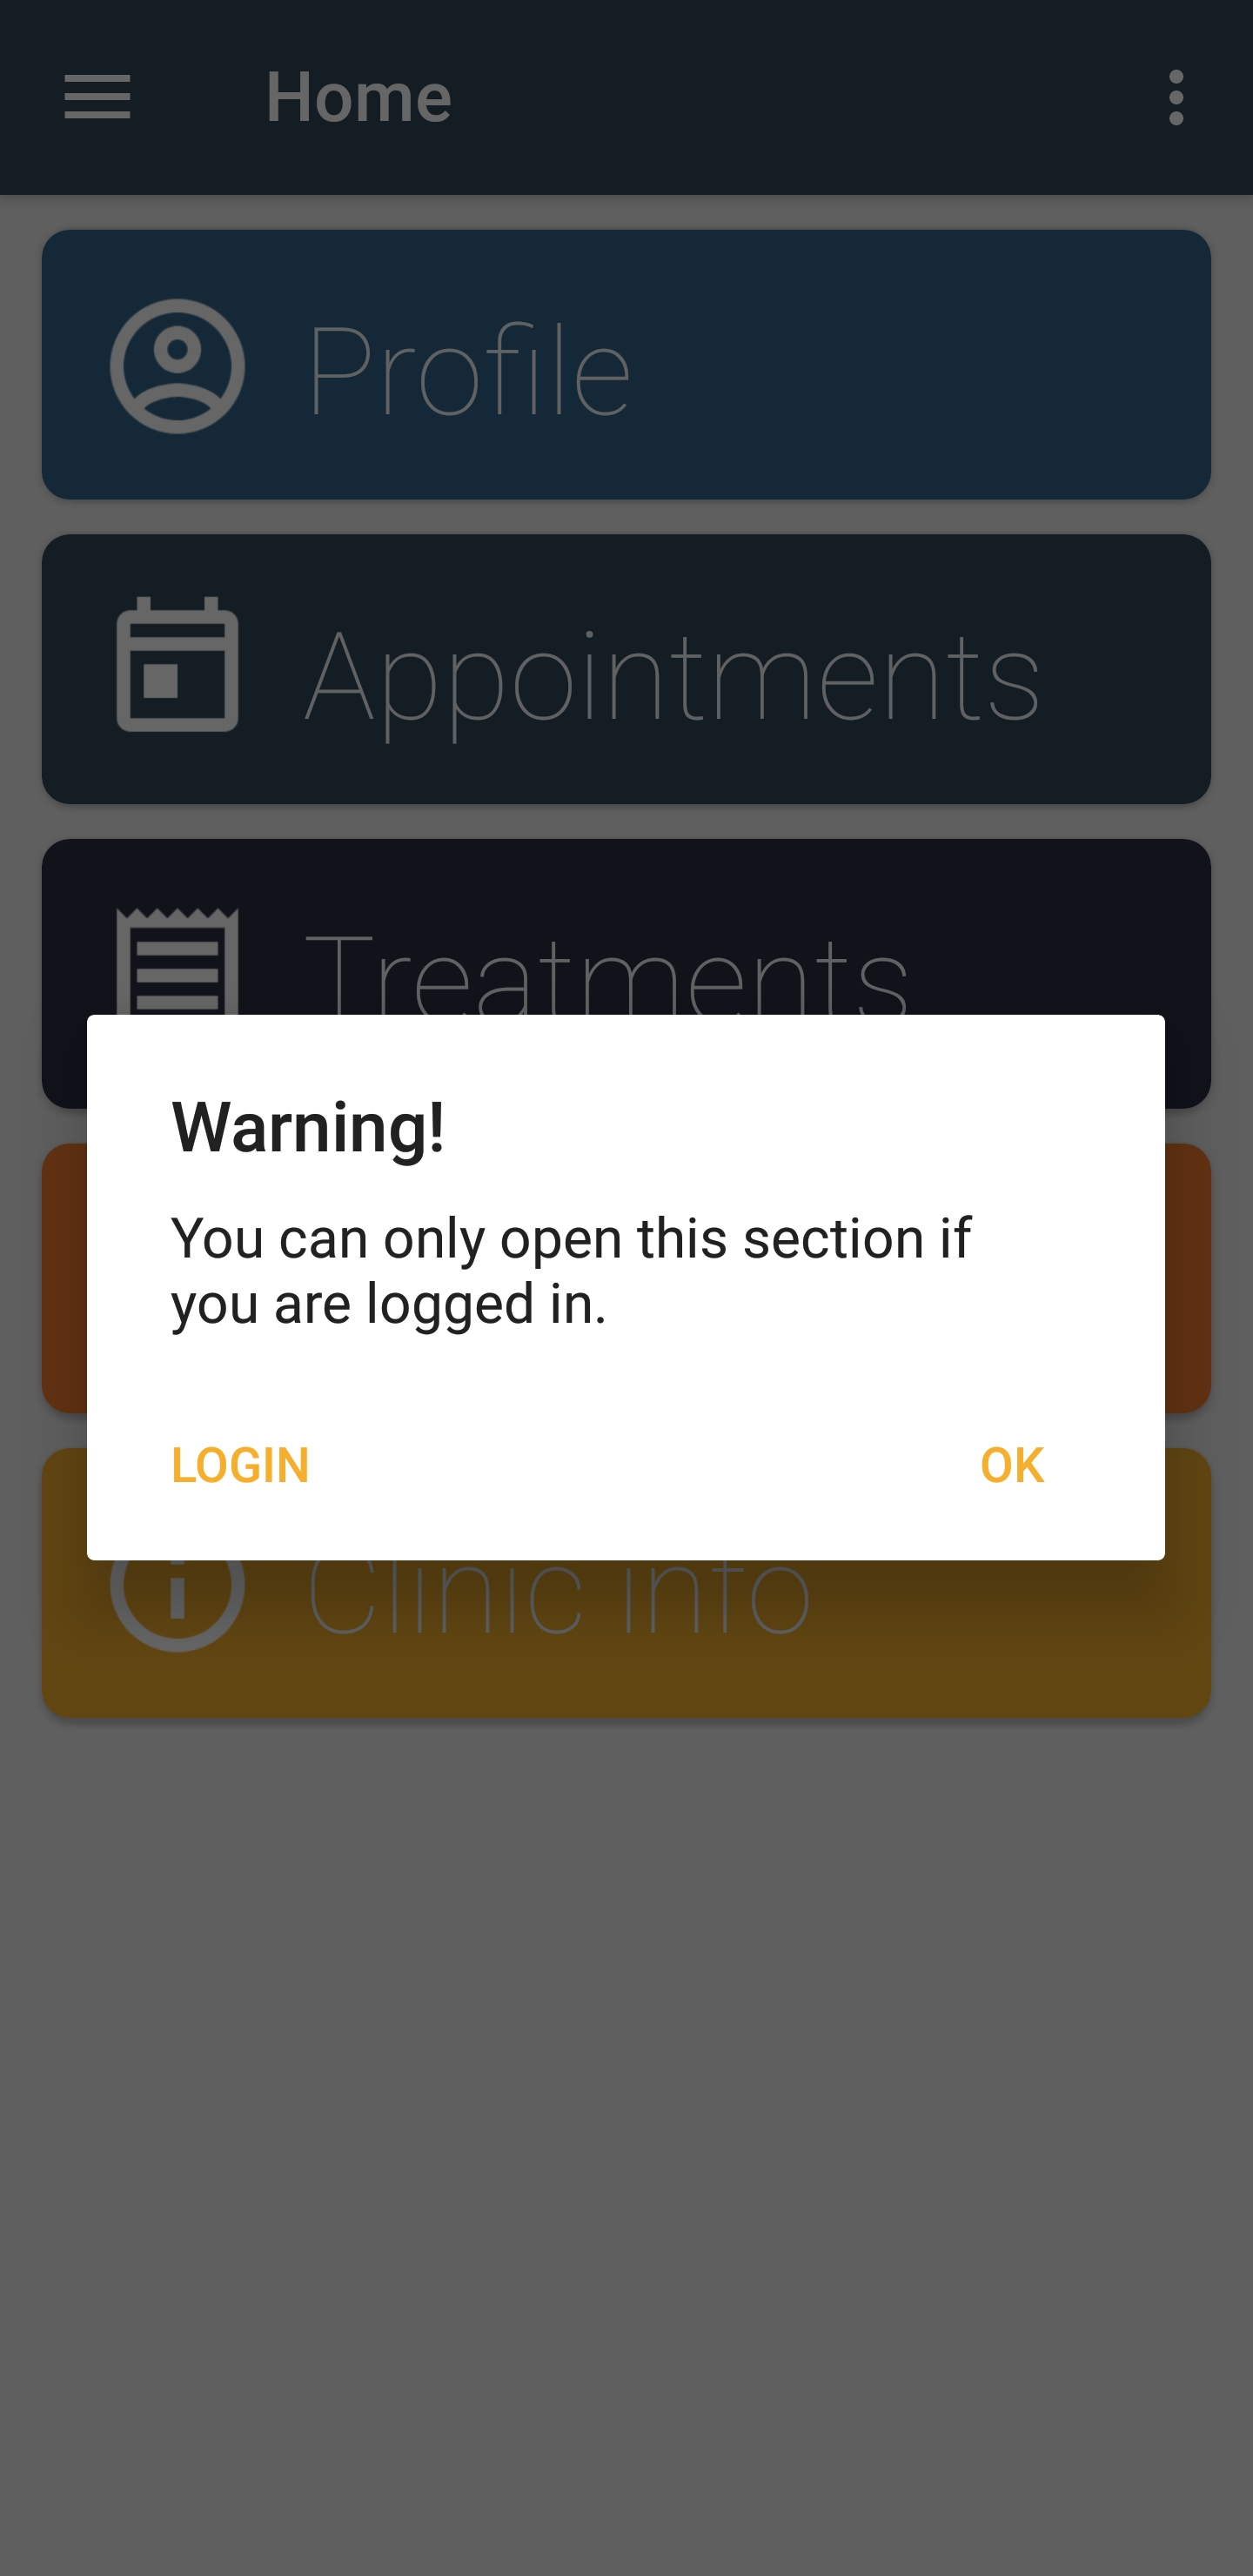 Home
Profile
Appointments
Treatments
Warning!
You can only open this section if
you are logged in.
LOGIN
OK
Clinic info